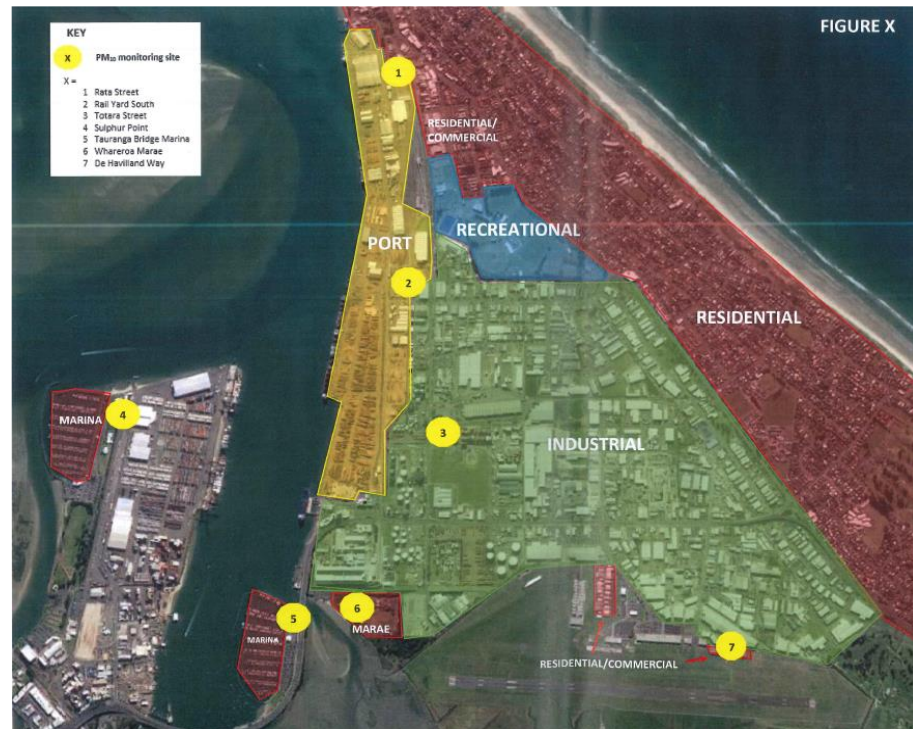 FIGURE X
KEY
X PM₁₀ monitoring site
X =
1 Rata Street
2 Rail Yard South
3 Totara Street
4 Sulphur Point
5 Tauranga Bridge Marina
6 Whareroa Marae
7 De Havilland Way
1
RESIDENTIAL/
COMMERCIAL
RECREATIONAL
PORT
2
RESIDENTIAL
MARINA
4
3
INDUSTRIAL
5
6
MARINA
MARAE
7
RESIDENTIAL/COMMERCIAL